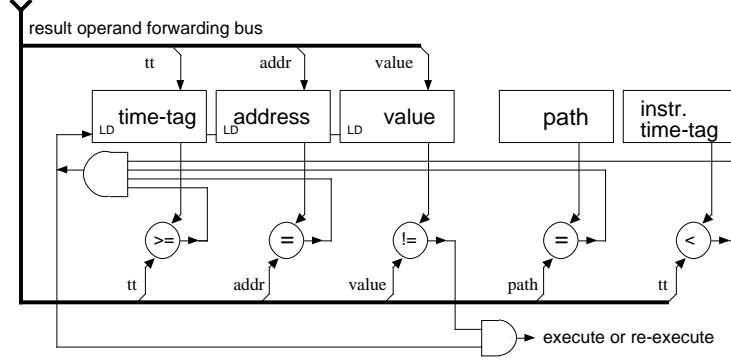 result operand forwarding bus
tt addr value
time-tag address value path instr.
time-tag
LD LD LD
>= = != = <
tt addr value path tt
execute or re-execute